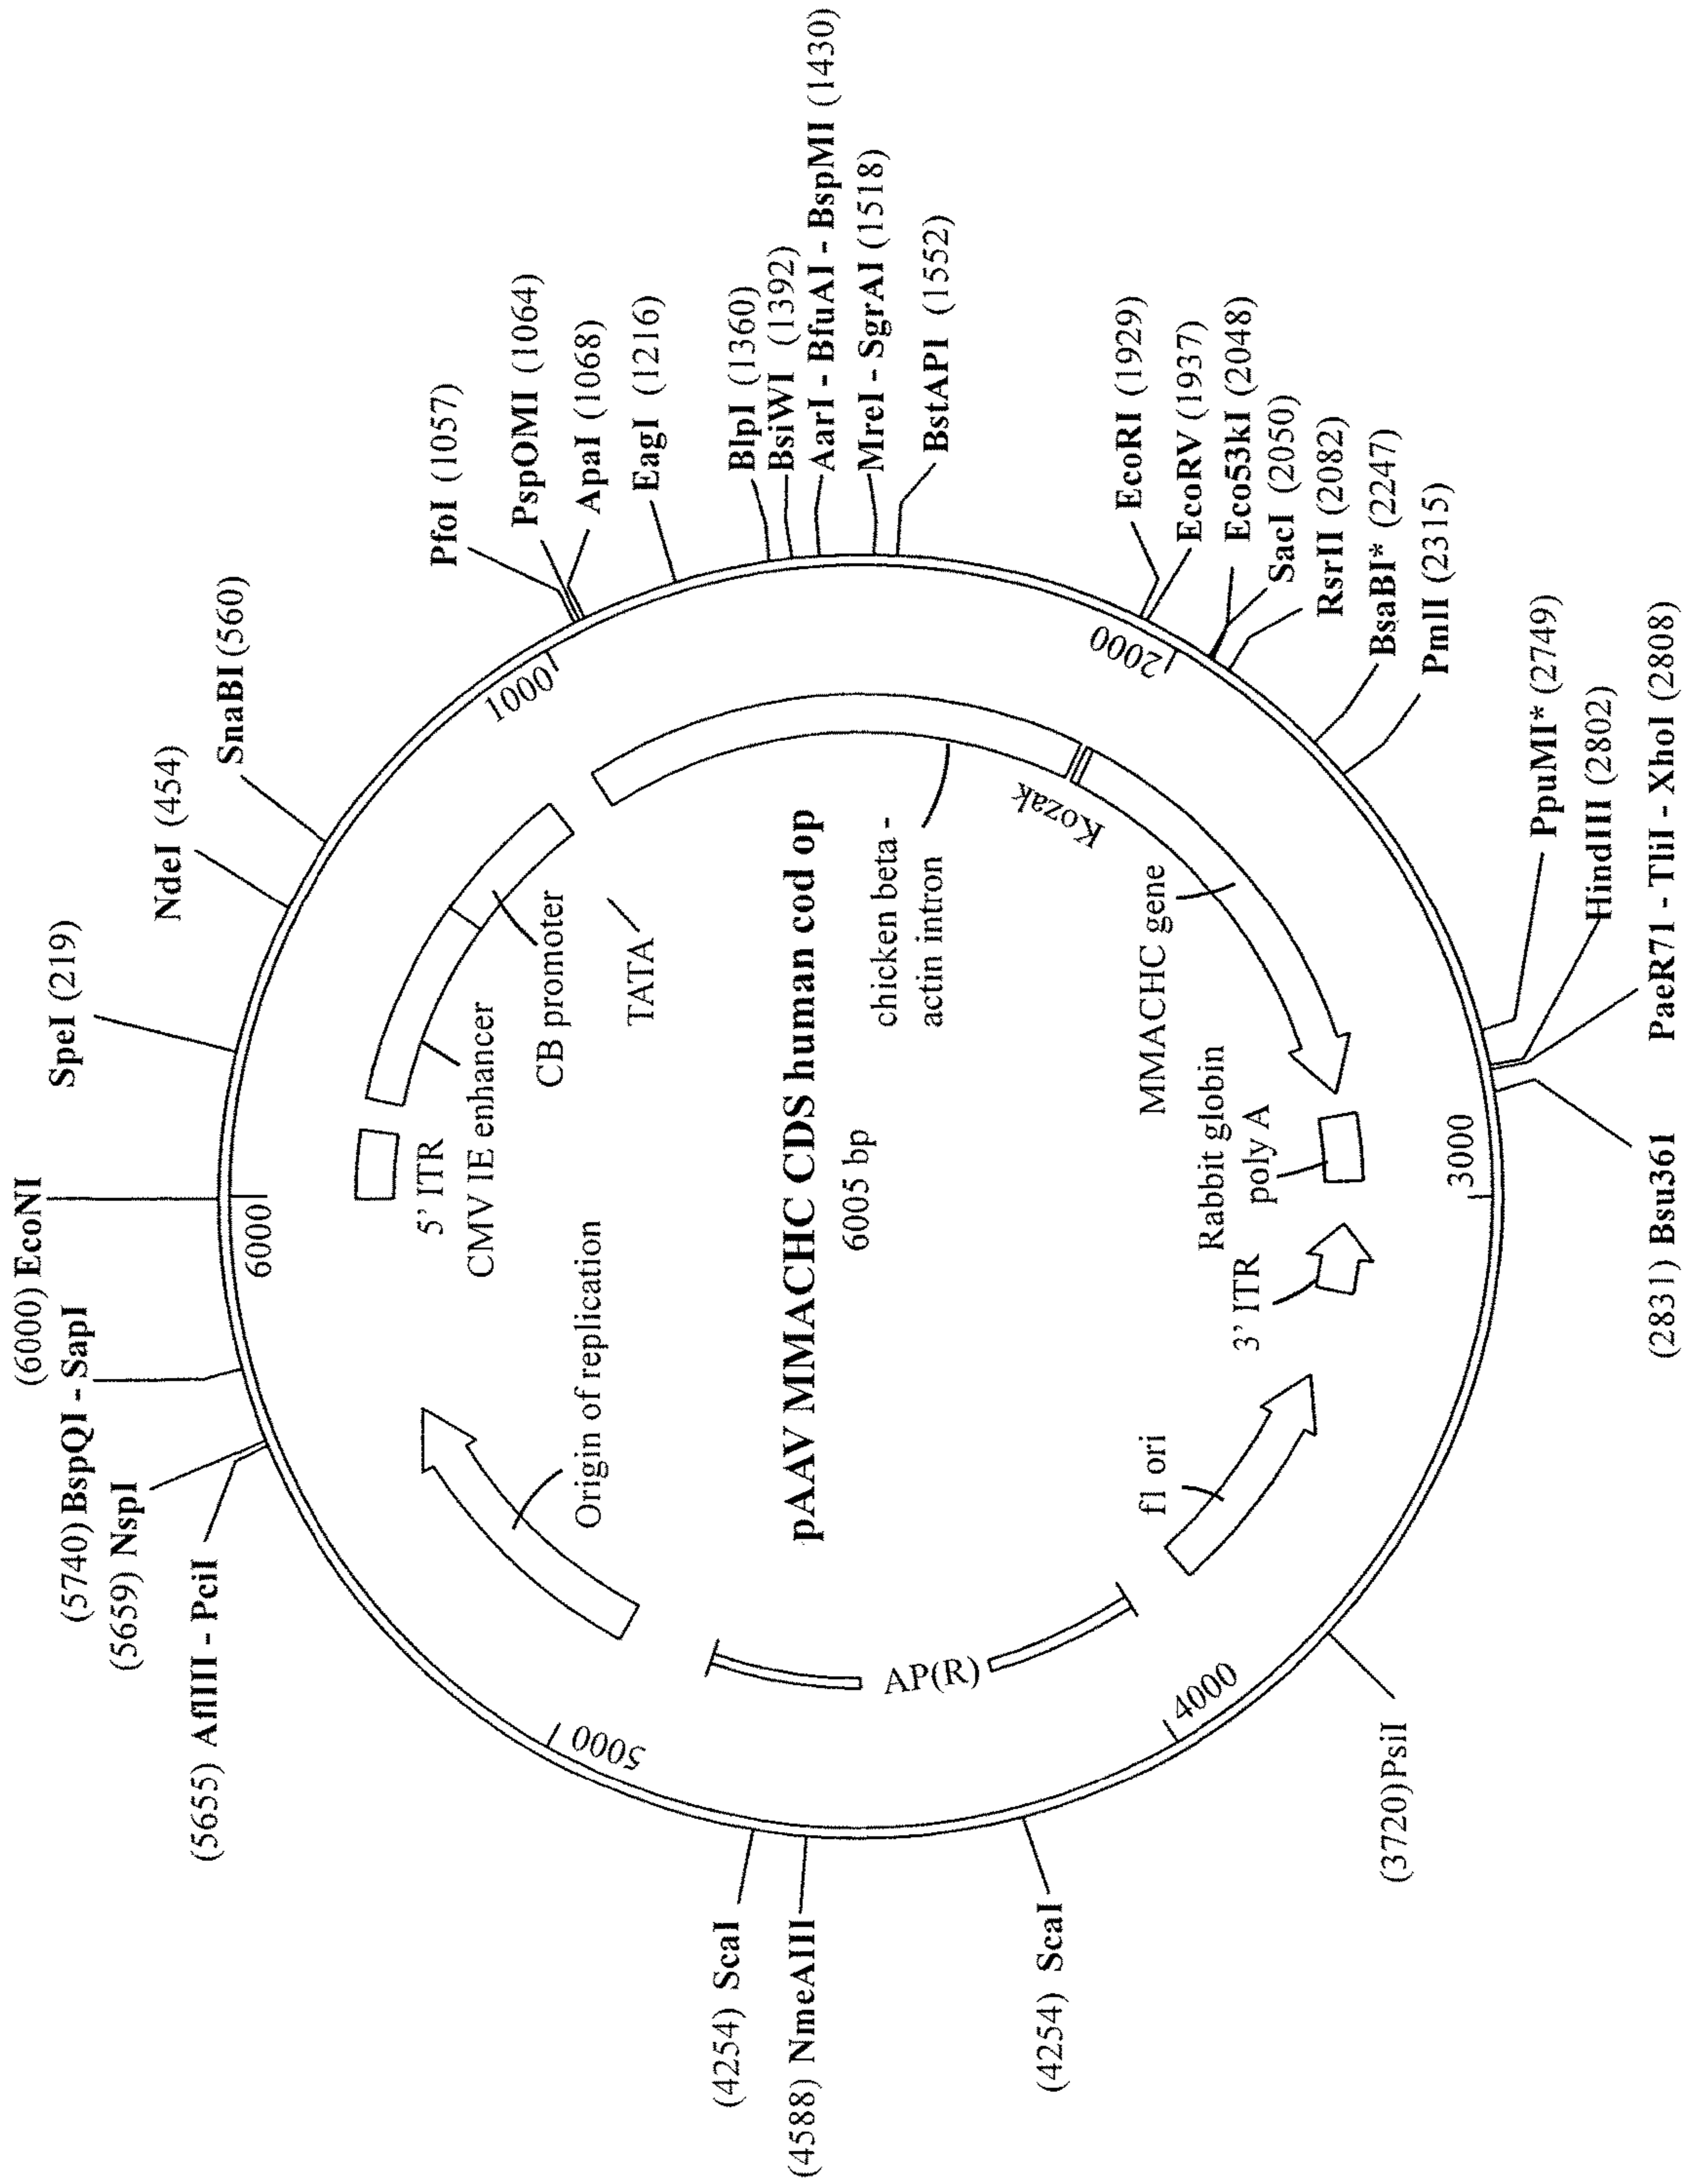 (6000) EcoNI
(5740) BspQI - SapI
(5659) NspI
(5655) AflIII - PciI
SpeI (219)
NdeI (454)
SnaBI (560)
PfoI (1057)
PspOMI (1064)
ApaI (1068)
EagI (1216)
BlpI (1360)
BsiWI (1392)
AarI - BfuAI - BspMI (1430)
MreI - SgrAI (1518)
BstAPI (1552)
EcoRI (1929)
EcoRV (1937)
Eco53kI (2048)
SacI (2050)
RsrII (2082)
BsaBI* (2247)
PmlI (2315)
PpuMI* (2749)
HindIII (2802)
PaeR71 - TliI - XhoI (2808)
(2831) Bsu36I
(3720)PsiI
(4254) ScaI
(4588) NmeAIII
(4254) ScaI
6000
1000
2000
3000
4000
5000
5’ ITR
CMV IE enhancer
CB promoter
TATA
chicken beta -
actin intron
Kozak
MMACHC gene
Rabbit globin
poly A
3’ ITR
f1 ori
AP(R)
Origin of replication
pAAV MMACHC CDS human cod op
6005 bp